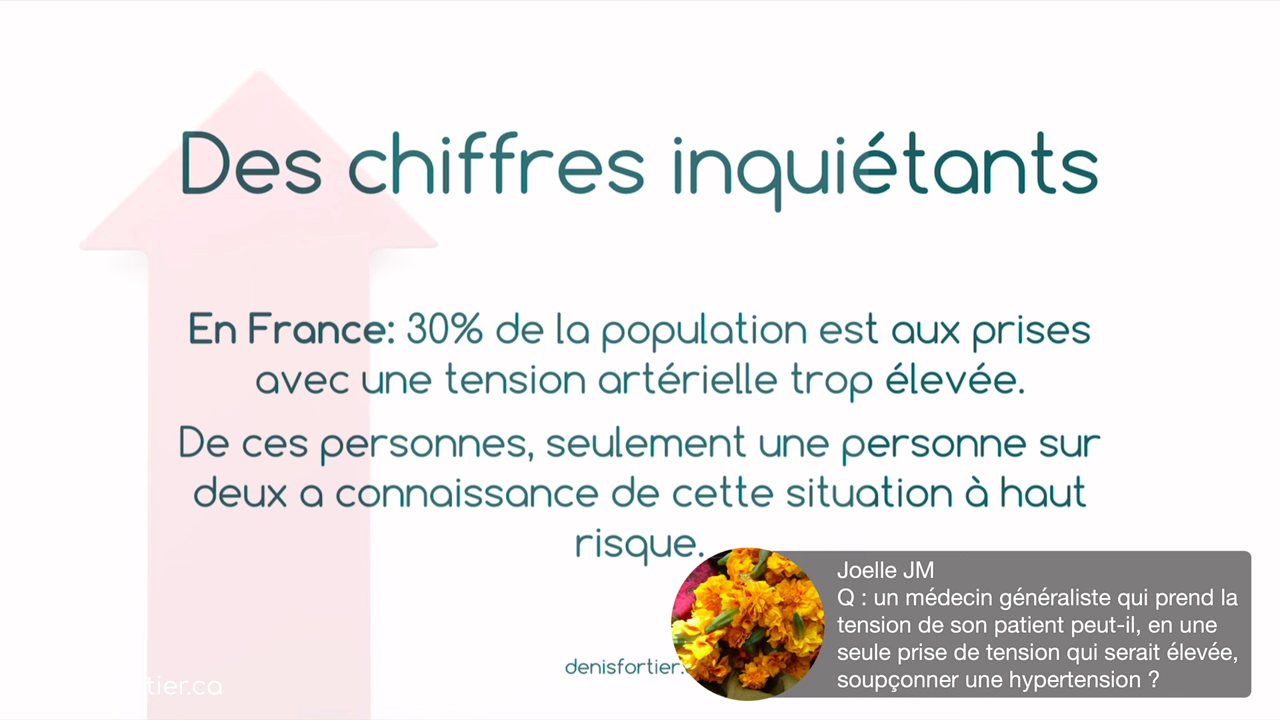 Des chiffres inquiétants
En France: 30% de la population est aux prises
avec une tension artérielle trop élevée.
De ces personnes, seulement une personne sur
deux a connaissance de cette situation à haut
risque.
Joelle JM
Q : un médecin généraliste qui prend la
tension de son patient peut-il, en une
seule prise de tension qui serait élevée,
soupçonner une hypertension ?
denisfortier.
tier.ca